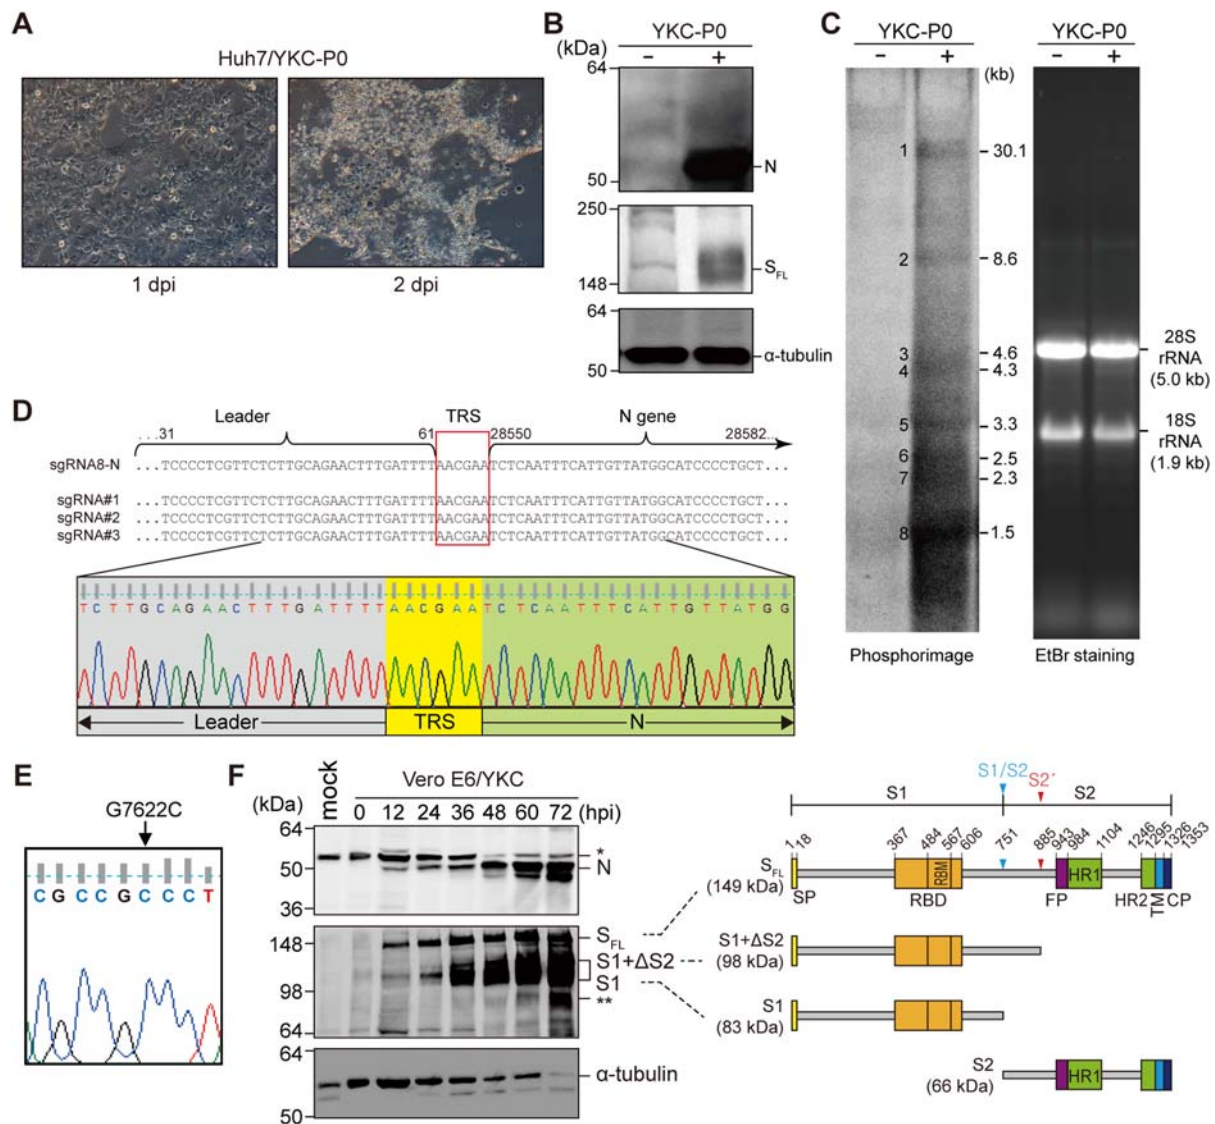 A
Huh7/YKC-P0
1 dpi
2 dpi
B
YKC-P0
(kDa)
– +
64
N
50
250
S_FL
148
64
α-tubulin
50
C
YKC-P0 YKC-P0
– + – +
(kb)
1 30.1
2 8.6
3 4.6
4 4.3
5 3.3
6 2.5
7 2.3
8 1.5
28S
rRNA
(5.0 kb)
18S
rRNA
(1.9 kb)
Phosphorimage EtBr staining
D
Leader TRS N gene
...31 61 28550 28582...
sgRNA8-N ...TCCCCTCGTTCTCTTGCAGAACTTTGATTTTAACGAATCTCAATTTCATTGTTATGGCATCCCCTGCT...
sgRNA#1 ...TCCCCTCGTTCTCTTGCAGAACTTTGATTTTAACGAATCTCAATTTCATTGTTATGGCATCCCCTGCT...
sgRNA#2 ...TCCCCTCGTTCTCTTGCAGAACTTTGATTTTAACGAATCTCAATTTCATTGTTATGGCATCCCCTGCT...
sgRNA#3 ...TCCCCTCGTTCTCTTGCAGAACTTTGATTTTAACGAATCTCAATTTCATTGTTATGGCATCCCCTGCT...
TCTTGCAGAACTTTGATTTTAACGAATCTCAATTTCATTGTTATGG
Leader TRS N
E
G7622C
CGCCGCCCT
F
Vero E6/YKC
(kDa)
mock 0 12 24 36 48 60 72 (hpi)
64
*
50 N
36
148 S_FL
S1+ΔS2
98 S1
**
64
64
α-tubulin
50
S1/S2
S2'
S1 S2
1 18 367 484 567 606 751 885 943 984 1104 1246 1295 1326 1353
S_FL
(149 kDa)
RBM HR1
SP RBD FP HR2 TM CP
S1+ΔS2
(98 kDa)
S1
(83 kDa)
S2
(66 kDa)
HR1